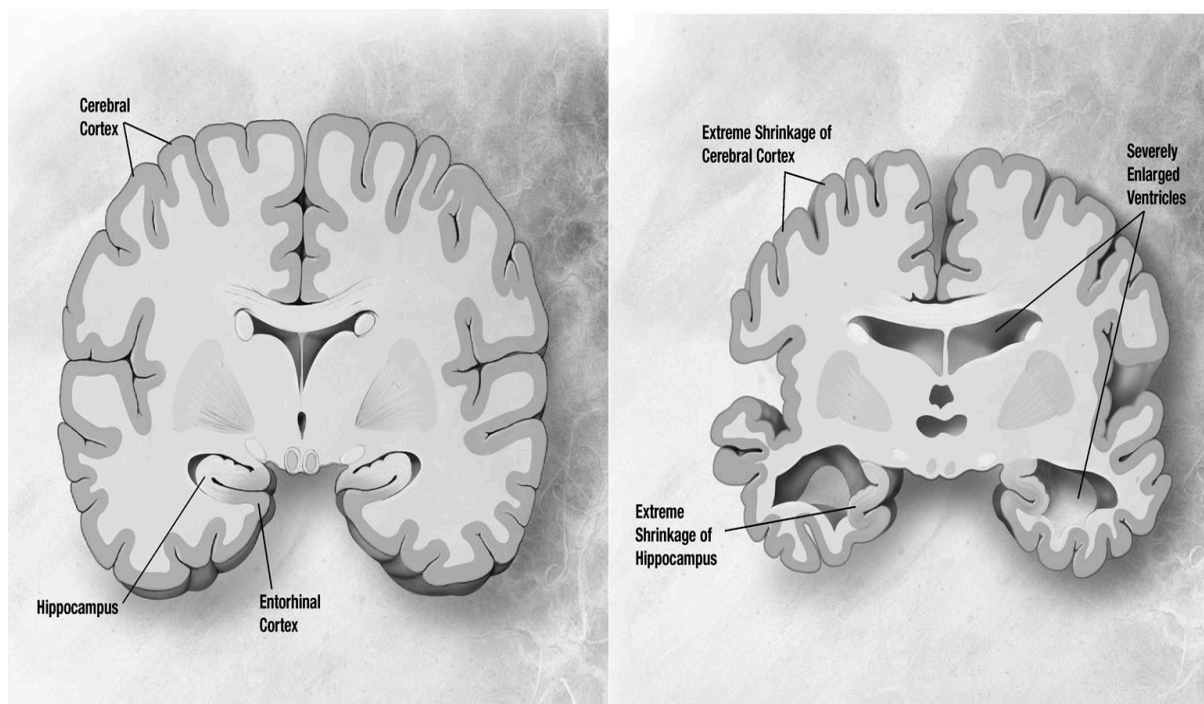 Cerebral
Cortex
Hippocampus
Entorhinal
Cortex
Extreme Shrinkage of
Cerebral Cortex
Severely
Enlarged
Ventricles
Extreme
Shrinkage of
Hippocampus